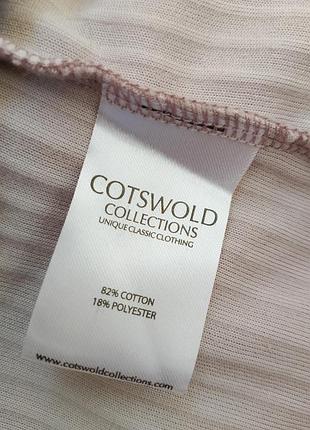 COTSWOLD
COLLECTIONS
UNIQUE CLASSIC CLOTHING
82% COTTON
18% POLYESTER
www.cotswoldcollections.com